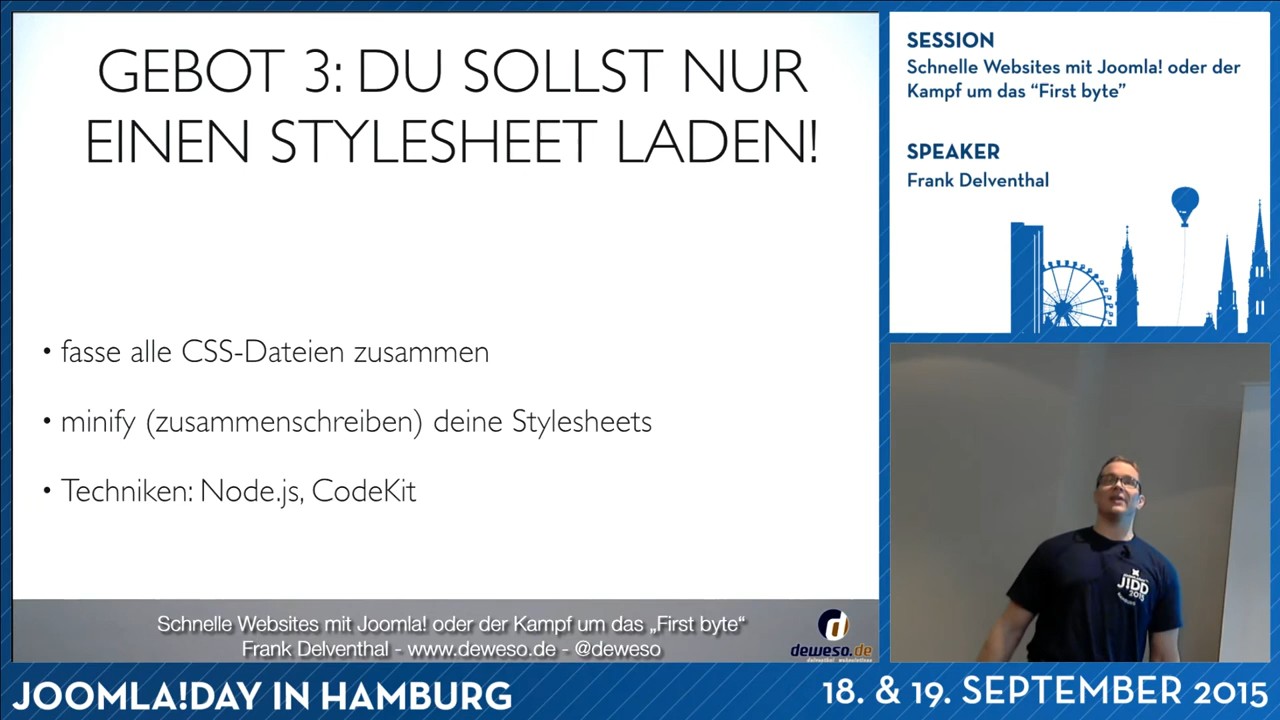 GEBOT 3: DU SOLLST NUR
EINEN STYLESHEET LADEN!
• fasse alle CSS-Dateien zusammen
• minify (zusammenschreiben) deine Stylesheets
• Techniken: Node.js, CodeKit
Schnelle Websites mit Joomla! oder der Kampf um das „First byte“
Frank Delventhal - www.deweso.de - @deweso
deweso.de
SESSION
Schnelle Websites mit Joomla! oder der
Kampf um das “First byte”
SPEAKER
Frank Delventhal
JIDD
2015
JOOMLA!DAY IN HAMBURG
18. & 19. SEPTEMBER 2015